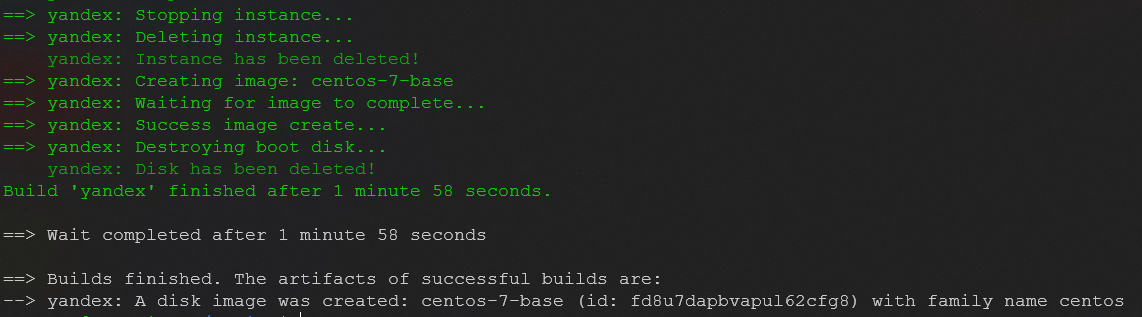 ==> yandex: Stopping instance...
==> yandex: Deleting instance...
    yandex: Instance has been deleted!
==> yandex: Creating image: centos-7-base
==> yandex: Waiting for image to complete...
==> yandex: Success image create...
==> yandex: Destroying boot disk...
    yandex: Disk has been deleted!
Build 'yandex' finished after 1 minute 58 seconds.

==> Wait completed after 1 minute 58 seconds

==> Builds finished. The artifacts of successful builds are:
--> yandex: A disk image was created: centos-7-base (id: fd8u7dapbvapul62cfg8) with family name centos